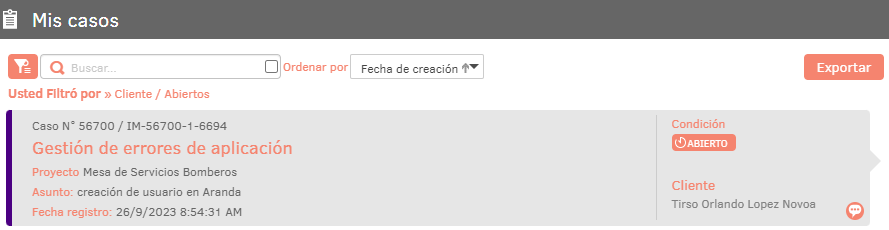 Mis casos
Buscar...
Ordenar por
Fecha de creación
Exportar
Usted Filtró por » Cliente / Abiertos
Caso N° 56700 / IM-56700-1-6694
Gestión de errores de aplicación
Proyecto Mesa de Servicios Bomberos
Asunto: creación de usuario en Aranda
Fecha registro: 26/9/2023 8:54:31 AM
Condición
ABIERTO
Cliente
Tirso Orlando Lopez Novoa